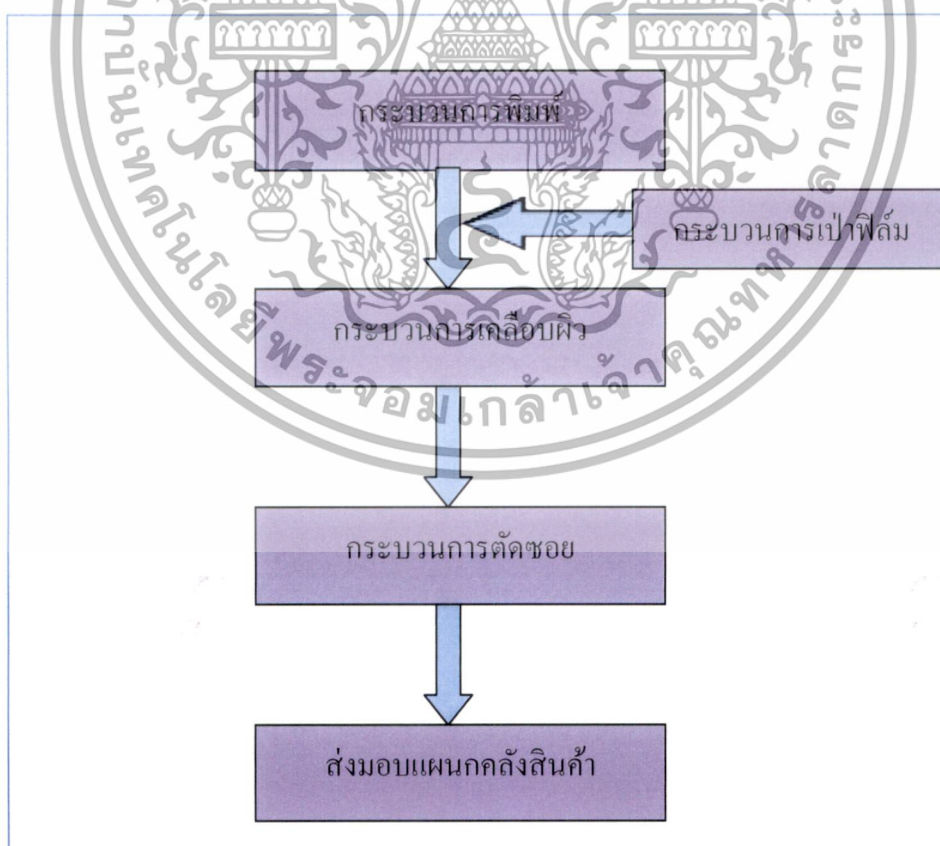 กระบวนการพิมพ์
กระบวนการเป่าฟิล์ม
กระบวนการเคลือบผิว
กระบวนการตัดซอย
ส่งมอบแผนกคลังสินค้า